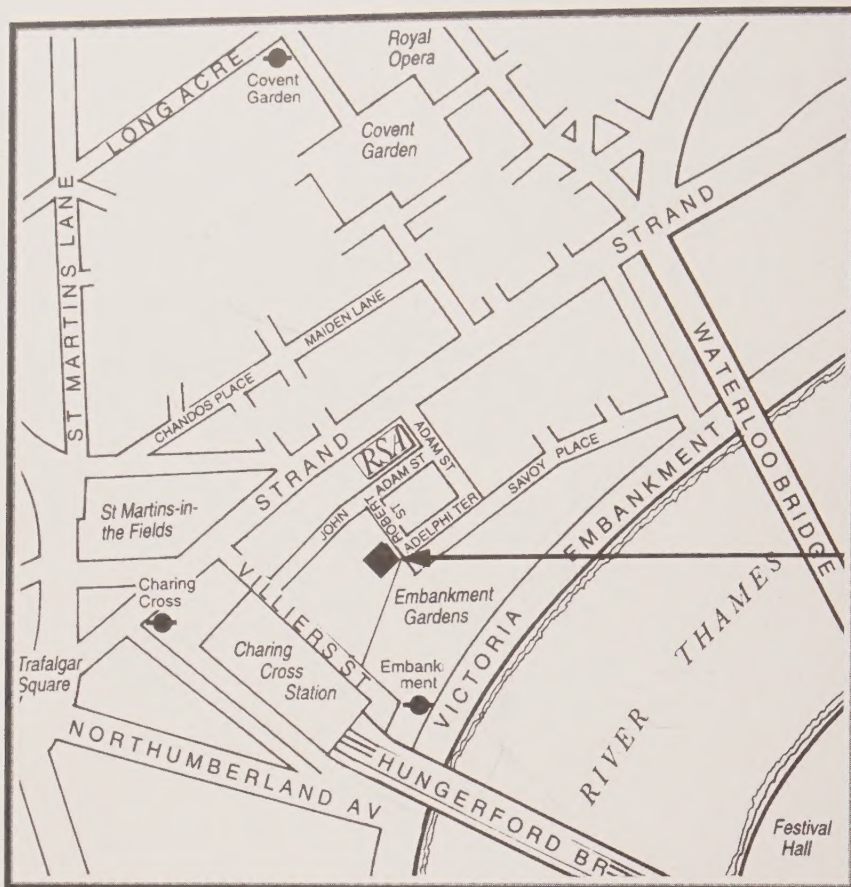 Royal
Opera
LONG ACRE
Covent
Garden
Covent
Garden
ST MARTINS LANE
STRAND
MAIDEN LANE
CHANDOS PLACE
WATERLOO BRIDGE
STRAND
RSA
ADAM ST
JOHN
ADAM ST
ROBERT
ST
ADELPHI TER
SAVOY PLACE
St Martins-in-
the Fields
Charing
Cross
VILLIERS ST
Embankment
Gardens
VICTORIA EMBANKMENT
Charing
Cross
Station
Embank
ment
Trafalgar
Square
NORTHUMBERLAND AV
HUNGERFORD BR
RIVER THAMES
Festival
Hall